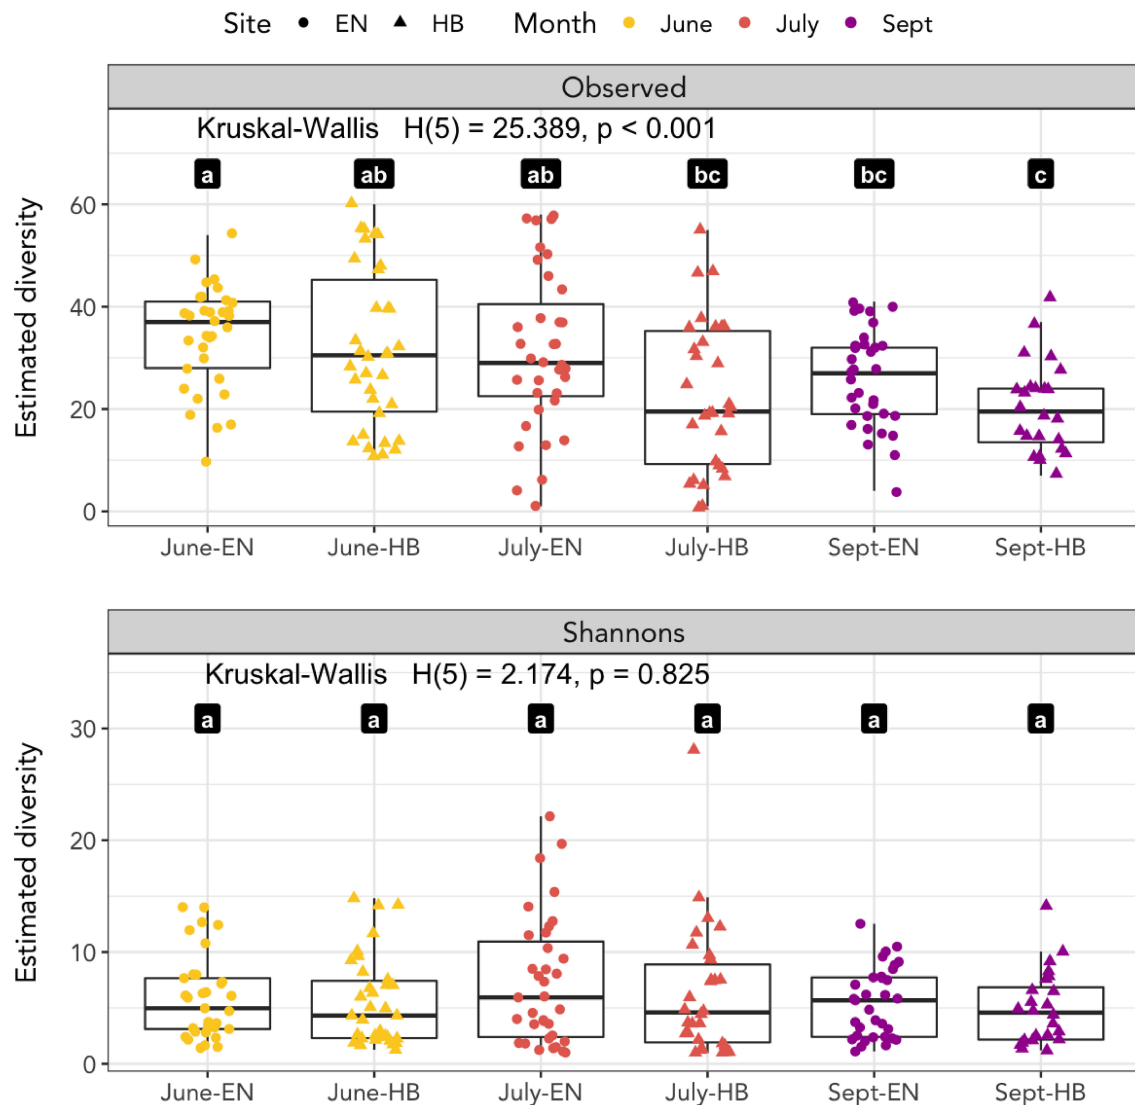 Site EN HB Month June July Sept
Observed
Kruskal-Wallis H(5) = 25.389, p < 0.001
a ab ab bc bc c
Estimated diversity
60
40
20
0
June-EN June-HB July-EN July-HB Sept-EN Sept-HB
Shannons
Kruskal-Wallis H(5) = 2.174, p = 0.825
a a a a a a
Estimated diversity
30
20
10
0
June-EN June-HB July-EN July-HB Sept-EN Sept-HB